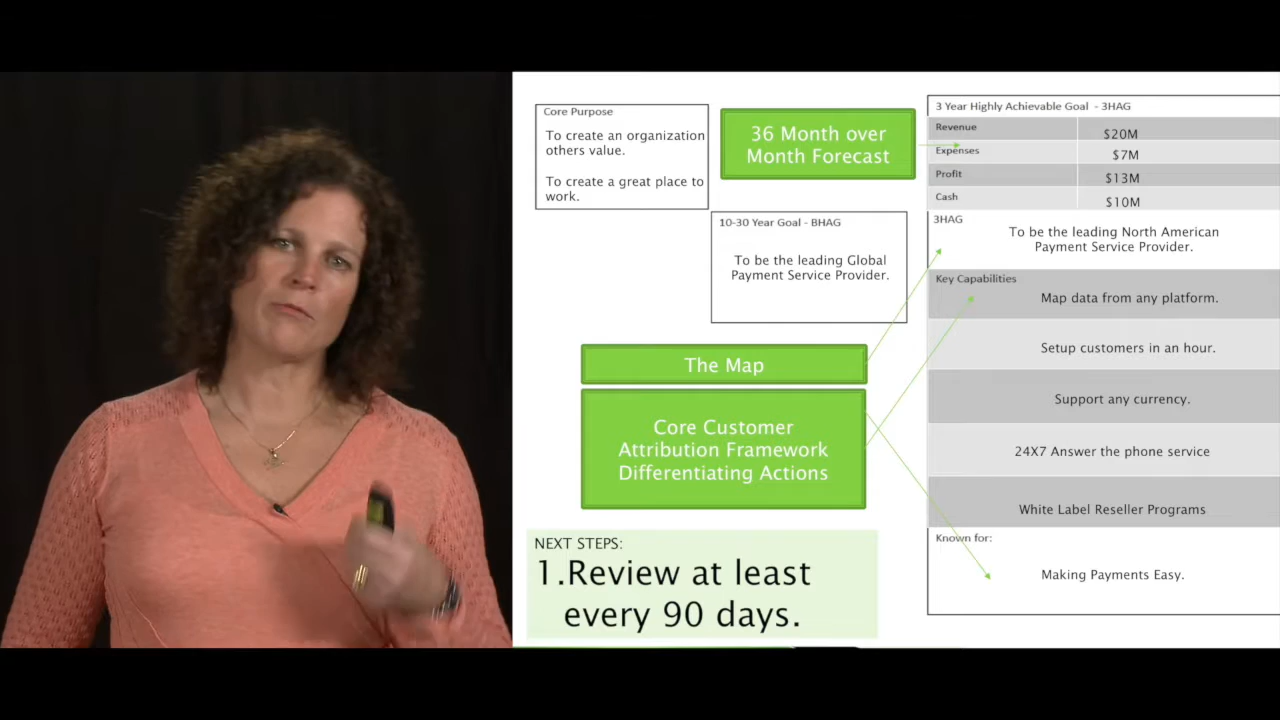 Core Purpose
To create an organization
others value.
To create a great place to
work.
36 Month over
Month Forecast
10-30 Year Goal - BHAG
To be the leading Global
Payment Service Provider.
The Map
Core Customer
Attribution Framework
Differentiating Actions
NEXT STEPS:
1.Review at least
every 90 days.
3 Year Highly Achievable Goal - 3HAG
Revenue $20M
Expenses $7M
Profit $13M
Cash $10M
3HAG
To be the leading North American
Payment Service Provider.
Key Capabilities
Map data from any platform.
Setup customers in an hour.
Support any currency.
24X7 Answer the phone service
White Label Reseller Programs
Known for:
Making Payments Easy.